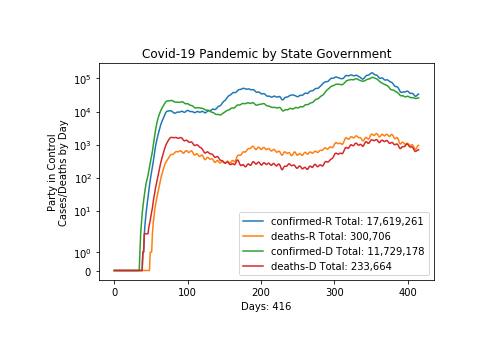 Covid-19 Pandemic by State Government
Party in Control
Cases/Deaths by Day
10^5
10^4
10^3
10^2
10^1
10^0
0
confirmed-R Total: 17,619,261
deaths-R Total: 300,706
confirmed-D Total: 11,729,178
deaths-D Total: 233,664
0 100 200 300 400
Days: 416